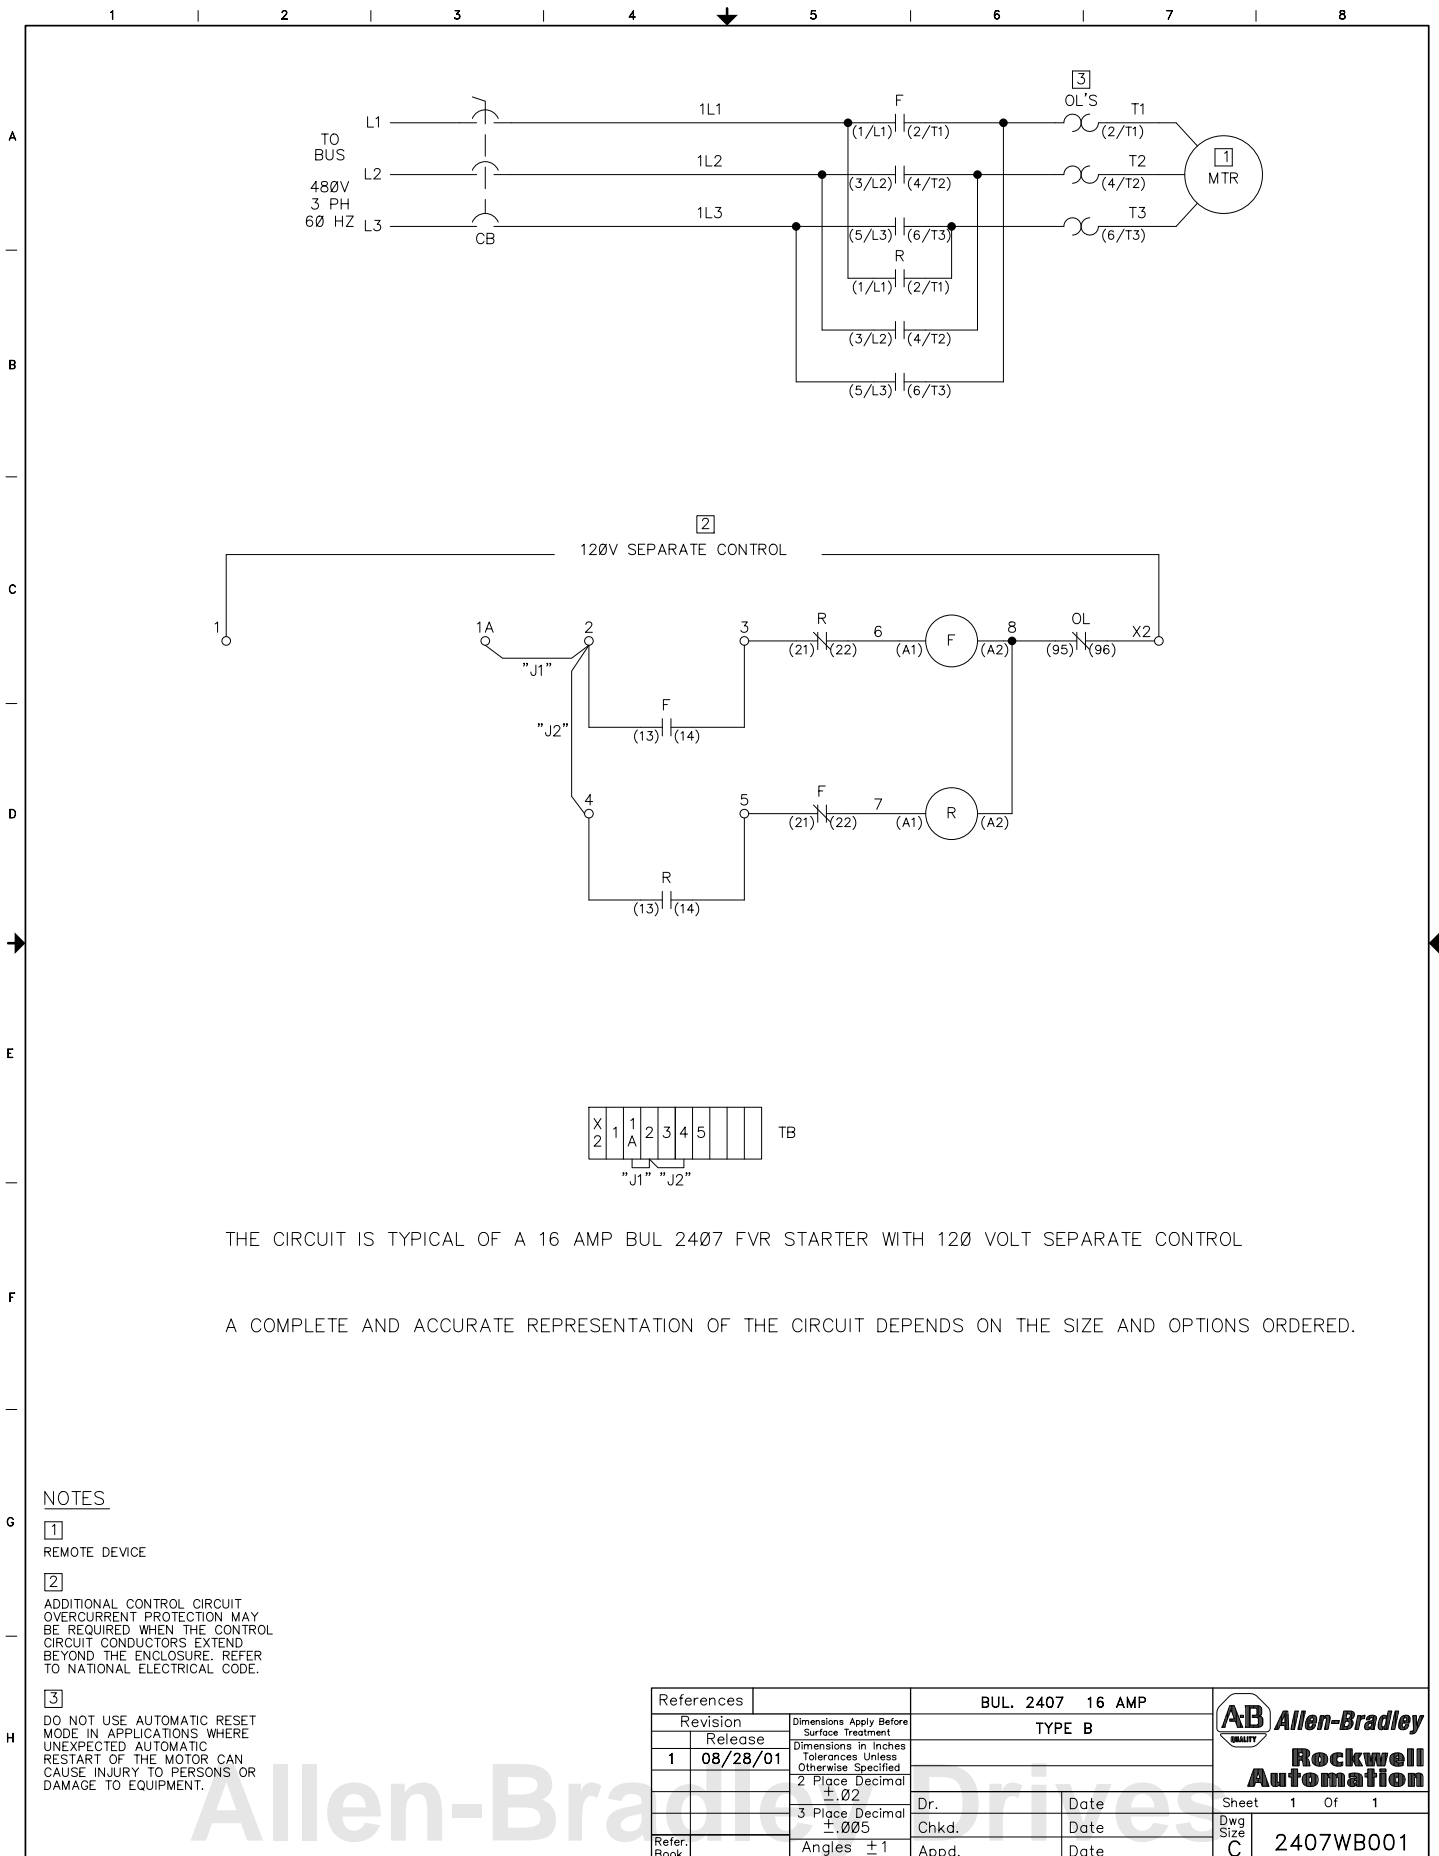 1 2 3 4 5 6 7 8
A
B
C
D
E
F
G
H
3
F OL'S T1
L1 1L1
(1/L1) (2/T1) (2/T1)
TO
BUS
L2 1L2 T2
(3/L2) (4/T2) (4/T2)
1
MTR
480V
3 PH
60 HZ
L3 1L3 T3
CB (5/L3) (6/T3) (6/T3)
R
(1/L1) (2/T1)
(3/L2) (4/T2)
(5/L3) (6/T3)
2
120V SEPARATE CONTROL
1 1A 2 3 R 6 F 8 OL X2
"J1" (21) (22) (A1) (A2) (95) (96)
F
"J2" (13) (14)
4 5 F 7 R
(21) (22) (A1) (A2)
R
(13) (14)
X2 1 1A 2 3 4 5 TB
"J1" "J2"
THE CIRCUIT IS TYPICAL OF A 16 AMP BUL 2407 FVR STARTER WITH 120 VOLT SEPARATE CONTROL
A COMPLETE AND ACCURATE REPRESENTATION OF THE CIRCUIT DEPENDS ON THE SIZE AND OPTIONS ORDERED.
NOTES
1
REMOTE DEVICE
2
ADDITIONAL CONTROL CIRCUIT
OVERCURRENT PROTECTION MAY
BE REQUIRED WHEN THE CONTROL
CIRCUIT CONDUCTORS EXTEND
BEYOND THE ENCLOSURE. REFER
TO NATIONAL ELECTRICAL CODE.
3
DO NOT USE AUTOMATIC RESET
MODE IN APPLICATIONS WHERE
UNEXPECTED AUTOMATIC
RESTART OF THE MOTOR CAN
CAUSE INJURY TO PERSONS OR
DAMAGE TO EQUIPMENT.
Allen-Bradley Drives
References
Revision
Release
1 08/28/01
Refer.
Book
Dimensions Apply Before
Surface Treatment
Dimensions in Inches
Tolerances Unless
Otherwise Specified
2 Place Decimal
±.02
3 Place Decimal
±.005
Angles ±1
BUL. 2407 16 AMP
TYPE B
Dr. Date
Chkd. Date
Appd. Date
A-B
QUALITY
Allen-Bradley
Rockwell
Automation
Sheet 1 Of 1
Dwg
Size
C
2407WB001